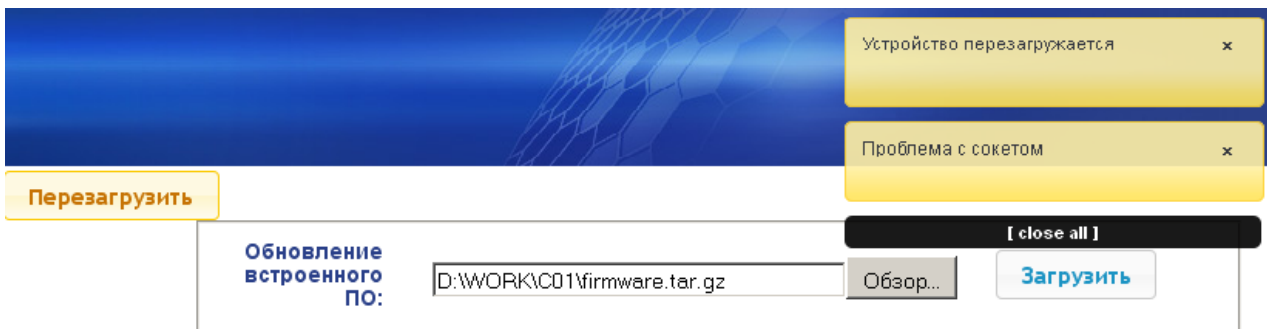 Устройство перезагружается x
Проблема с сокетом x
Перезагрузить
[ close all ]
Обновление
встроенного
ПО:
D:\WORK\C01\firmware.tar.gz Обзор... Загрузить